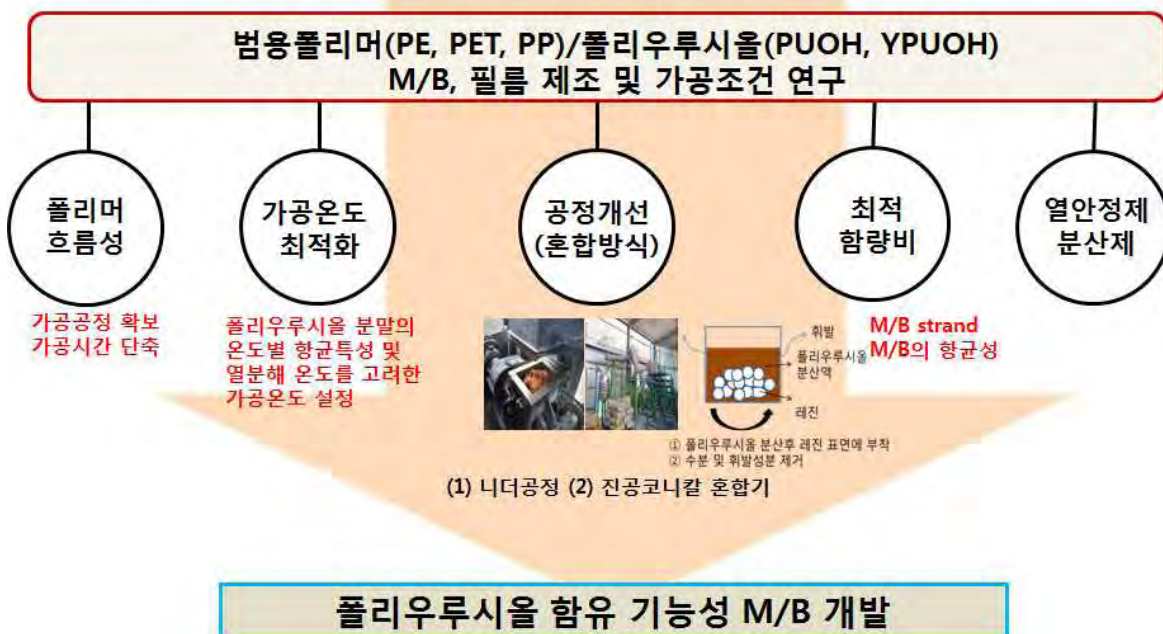 범용폴리머(PE, PET, PP)/폴리우루시올(PUOH, YPUOH)
M/B, 필름 제조 및 가공조건 연구
폴리머
흐름성
가공온도
최적화
공정개선
(혼합방식)
최적
함량비
열안정제
분산제
가공공정 확보
가공시간 단축
폴리우루시올 분말의
온도별 항균특성 및
열분해 온도를 고려한
가공온도 설정
휘발
폴리우루시올
분산액
레진
① 폴리우루시올 분산후 레진 표면에 부착
② 수분 및 휘발성분 제거
M/B strand
M/B의 항균성
(1) 니더공정 (2) 진공코니칼 혼합기
폴리우루시올 함유 기능성 M/B 개발